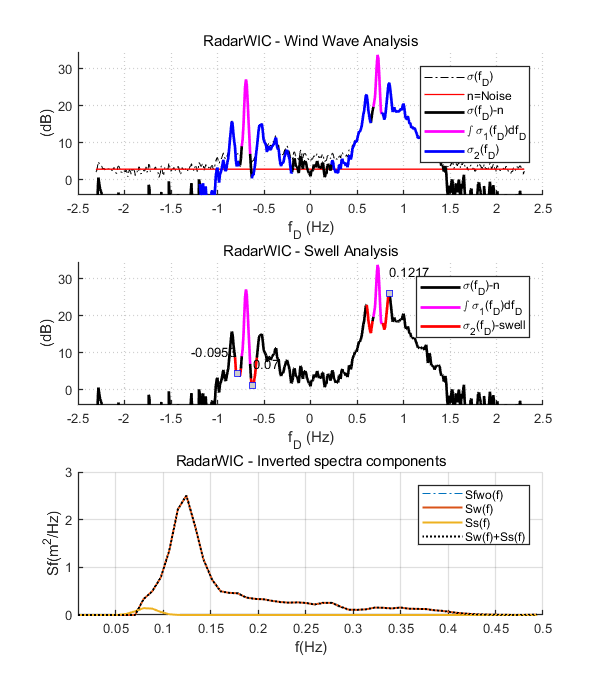 RadarWIC - Wind Wave Analysis
30
20
10
0
(dB)
σ(f_D)
n=Noise
σ(f_D)-n
∫ σ_1(f_D)df_D
σ_2(f_D)
-2.5 -2 -1.5 -1 -0.5 0 0.5 1 1.5 2 2.5
f_D (Hz)
RadarWIC - Swell Analysis
30
20
10
0
(dB)
0.1217
0.07
σ(f_D)-n
∫ σ_1(f_D)df_D
σ_2(f_D)-swell
-2.5 -2 -1.5 -1 -0.5 0 0.5 1 1.5 2 2.5
f_D (Hz)
RadarWIC - Inverted spectra components
3
2
1
0
Sf(m^2/Hz)
Sfwo(f)
Sw(f)
Ss(f)
Sw(f)+Ss(f)
0.05 0.1 0.15 0.2 0.25 0.3 0.35 0.4 0.45 0.5
f(Hz)